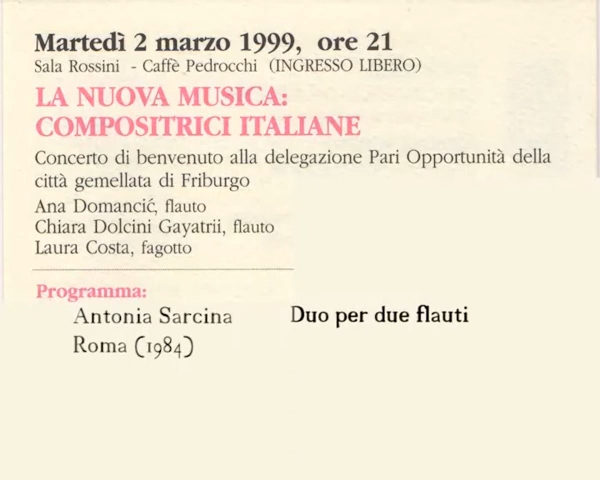 Martedì 2 marzo 1999, ore 21
Sala Rossini - Caffè Pedrocchi (INGRESSO LIBERO)
LA NUOVA MUSICA:
COMPOSITRICI ITALIANE
Concerto di benvenuto alla delegazione Pari Opportunità della
città gemellata di Friburgo
Ana Domancić, flauto
Chiara Dolcini Gayatrii, flauto
Laura Costa, fagotto
Programma:
Antonia Sarcina Duo per due flauti
Roma (1984)